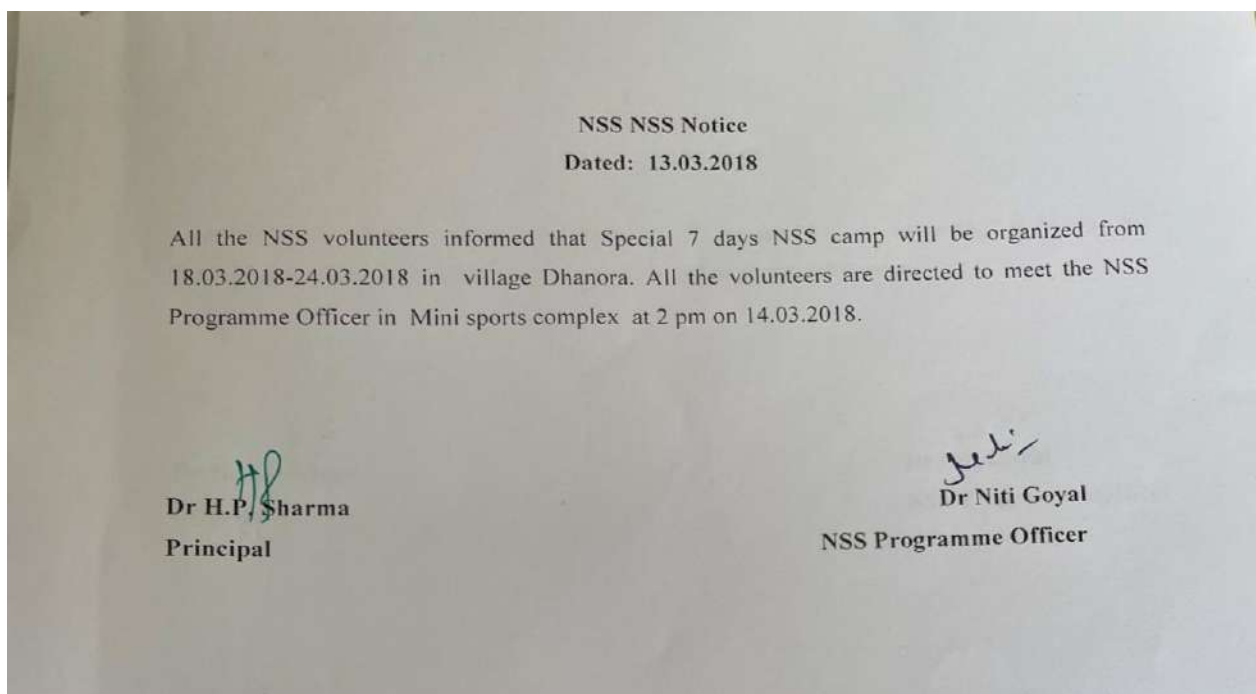 NSS NSS Notice
Dated: 13.03.2018
All the NSS volunteers informed that Special 7 days NSS camp will be organized from
18.03.2018-24.03.2018 in village Dhanora. All the volunteers are directed to meet the NSS
Programme Officer in Mini sports complex at 2 pm on 14.03.2018.
Dr H.P. Sharma
Principal
Dr Niti Goyal
NSS Programme Officer